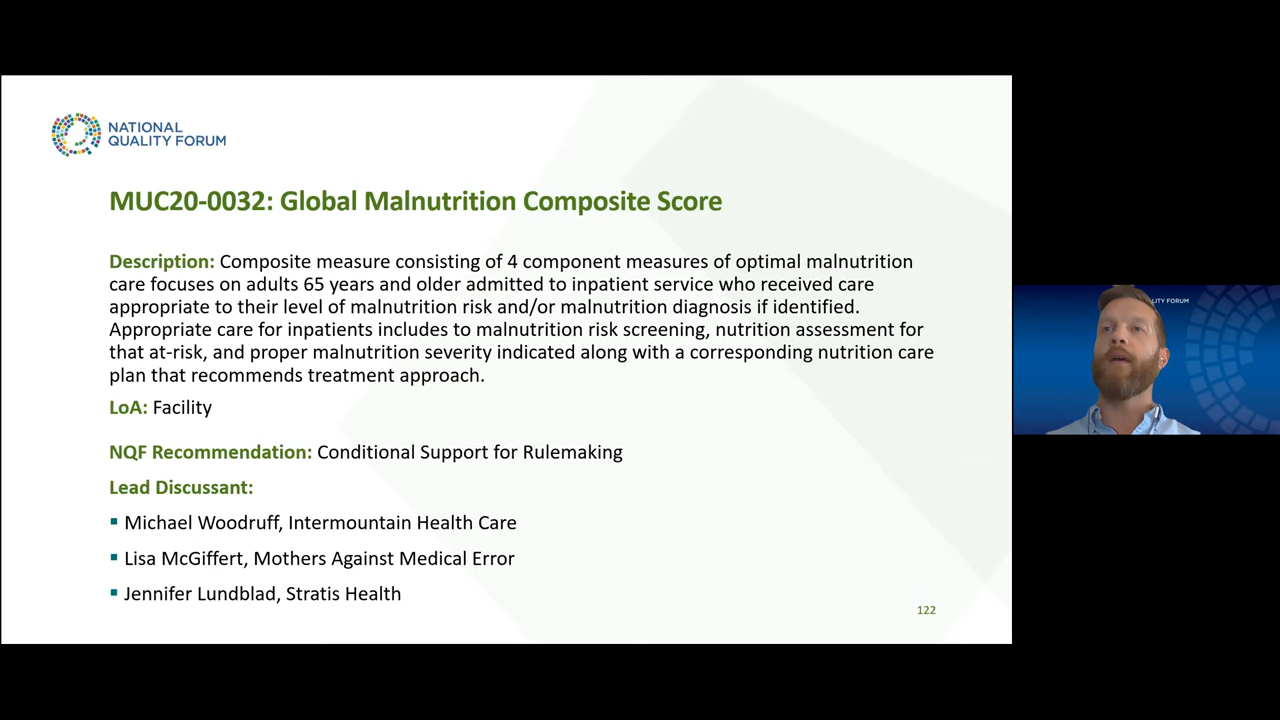 NATIONAL
QUALITY FORUM
MUC20-0032: Global Malnutrition Composite Score
Description: Composite measure consisting of 4 component measures of optimal malnutrition
care focuses on adults 65 years and older admitted to inpatient service who received care
appropriate to their level of malnutrition risk and/or malnutrition diagnosis if identified.
Appropriate care for inpatients includes to malnutrition risk screening, nutrition assessment for
that at-risk, and proper malnutrition severity indicated along with a corresponding nutrition care
plan that recommends treatment approach.
LoA: Facility
NQF Recommendation: Conditional Support for Rulemaking
Lead Discussant:
▪ Michael Woodruff, Intermountain Health Care
▪ Lisa McGiffert, Mothers Against Medical Error
▪ Jennifer Lundblad, Stratis Health
122
LITY FORUM